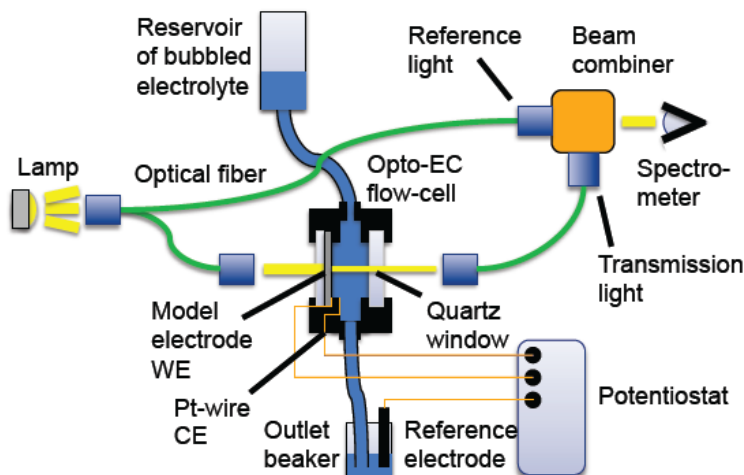 Reservoir
of bubbled
electrolyte
Reference
light
Beam
combiner
Lamp
Optical fiber
Opto-EC
flow-cell
Spectro-
meter
Transmission
light
Model
electrode
WE
Quartz
window
Pt-wire
CE
Potentiostat
Outlet
beaker
Reference
electrode